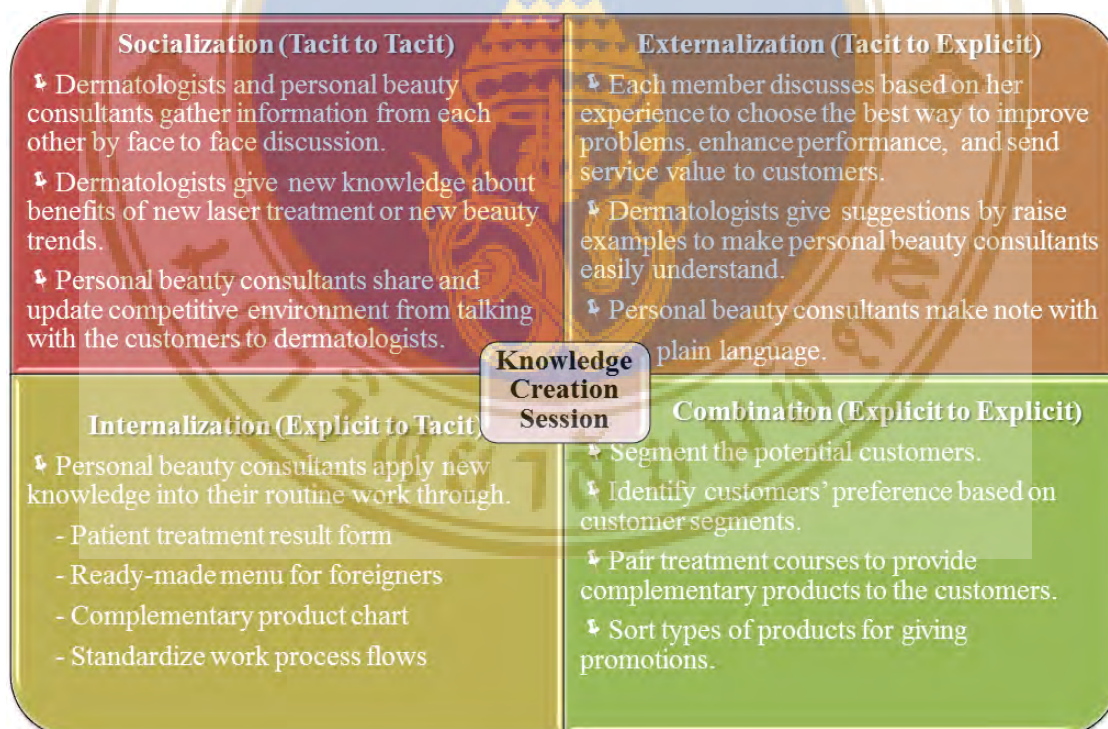 Socialization (Tacit to Tacit)
Dermatologists and personal beauty
consultants gather information from each
other by face to face discussion.
Dermatologists give new knowledge about
benefits of new laser treatment or new beauty
trends.
Personal beauty consultants share and
update competitive environment from talking
with the customers to dermatologists.
Externalization (Tacit to Explicit)
Each member discusses based on her
experience to choose the best way to improve
problems, enhance performance, and send
service value to customers.
Dermatologists give suggestions by raise
examples to make personal beauty consultants
easily understand.
Personal beauty consultants make note with
plain language.
Knowledge
Creation
Session
Internalization (Explicit to Tacit)
Personal beauty consultants apply new
knowledge into their routine work through.
- Patient treatment result form
- Ready-made menu for foreigners
- Complementary product chart
- Standardize work process flows
Combination (Explicit to Explicit)
Segment the potential customers.
Identify customers' preference based on
customer segments.
Pair treatment courses to provide
complementary products to the customers.
Sort types of products for giving
promotions.